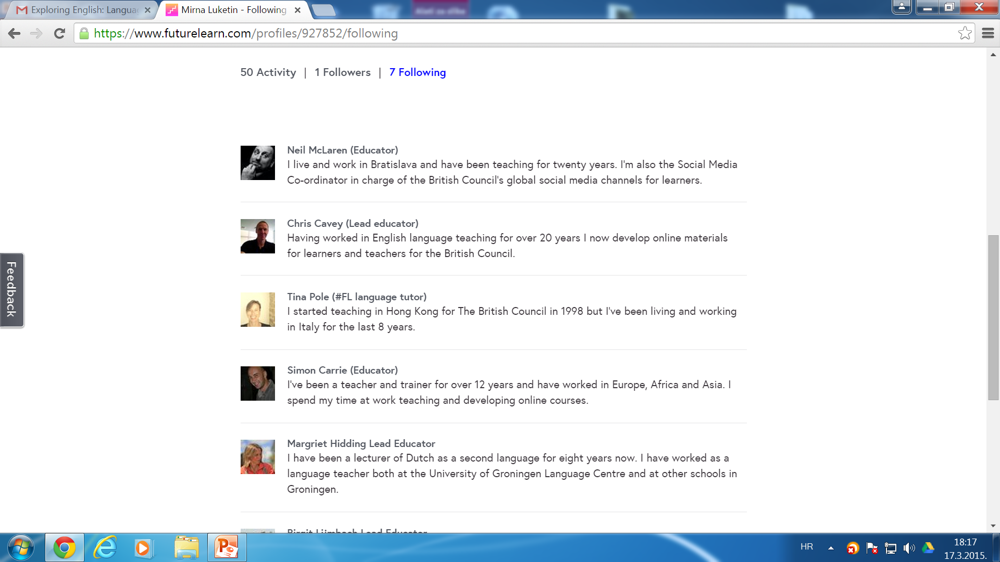 Exploring English: Langua
Mirna Luketin - Following
https://www.futurelearn.com/profiles/927852/following
50 Activity | 1 Followers | 7 Following
Neil McLaren (Educator)
I live and work in Bratislava and have been teaching for twenty years. I'm also the Social Media
Co-ordinator in charge of the British Council's global social media channels for learners.
Chris Cavey (Lead educator)
Having worked in English language teaching for over 20 years I now develop online materials
for learners and teachers for the British Council.
Feedback
Tina Pole (#FL language tutor)
I started teaching in Hong Kong for The British Council in 1998 but I've been living and working
in Italy for the last 8 years.
Simon Carrie (Educator)
I've been a teacher and trainer for over 12 years and have worked in Europe, Africa and Asia. I
spend my time at work teaching and developing online courses.
Margriet Hidding Lead Educator
I have been a lecturer of Dutch as a second language for eight years now. I have worked as a
language teacher both at the University of Groningen Language Centre and at other schools in
Groningen.
Birgit Lijmbach Lead Educator
HR
18:17
17.3.2015.